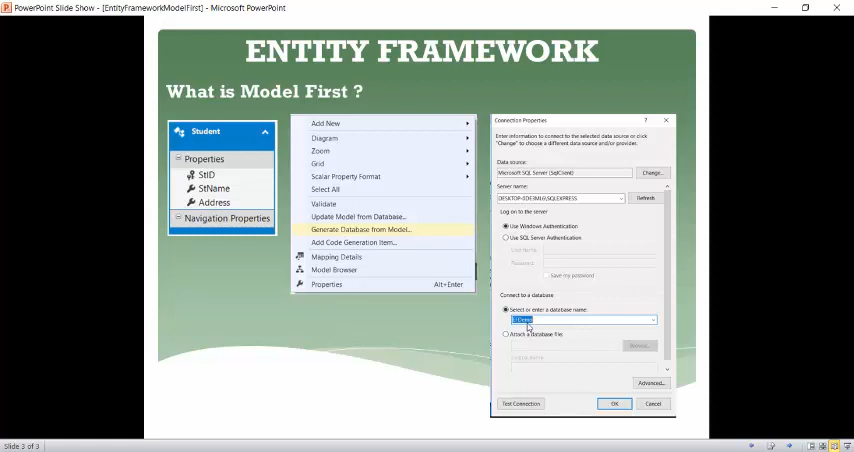 PowerPoint Slide Show - [EntityFrameworkModelFirst] - Microsoft PowerPoint
ENTITY FRAMEWORK
What is Model First ?
Student
Properties
StID
StName
Address
Navigation Properties
Add New
Diagram
Zoom
Grid
Scalar Property Format
Select All
Validate
Update Model from Database...
Generate Database from Model...
Add Code Generation Item...
Mapping Details
Model Browser
Properties Alt+Enter
Connection Properties ? ×
Enter information to connect to the selected data source or click
"Change" to choose a different data source and/or provider.
Data source:
Microsoft SQL Server (SqlClient) Change...
Server name:
Refresh
Log on to the server
Use Windows Authentication
Use SQL Server Authentication
User name:
Password:
Save my password
Connect to a database
Select or enter a database name:
Attach a database file:
Browse...
Advanced...
Test Connection OK Cancel
Slide 3 of 3